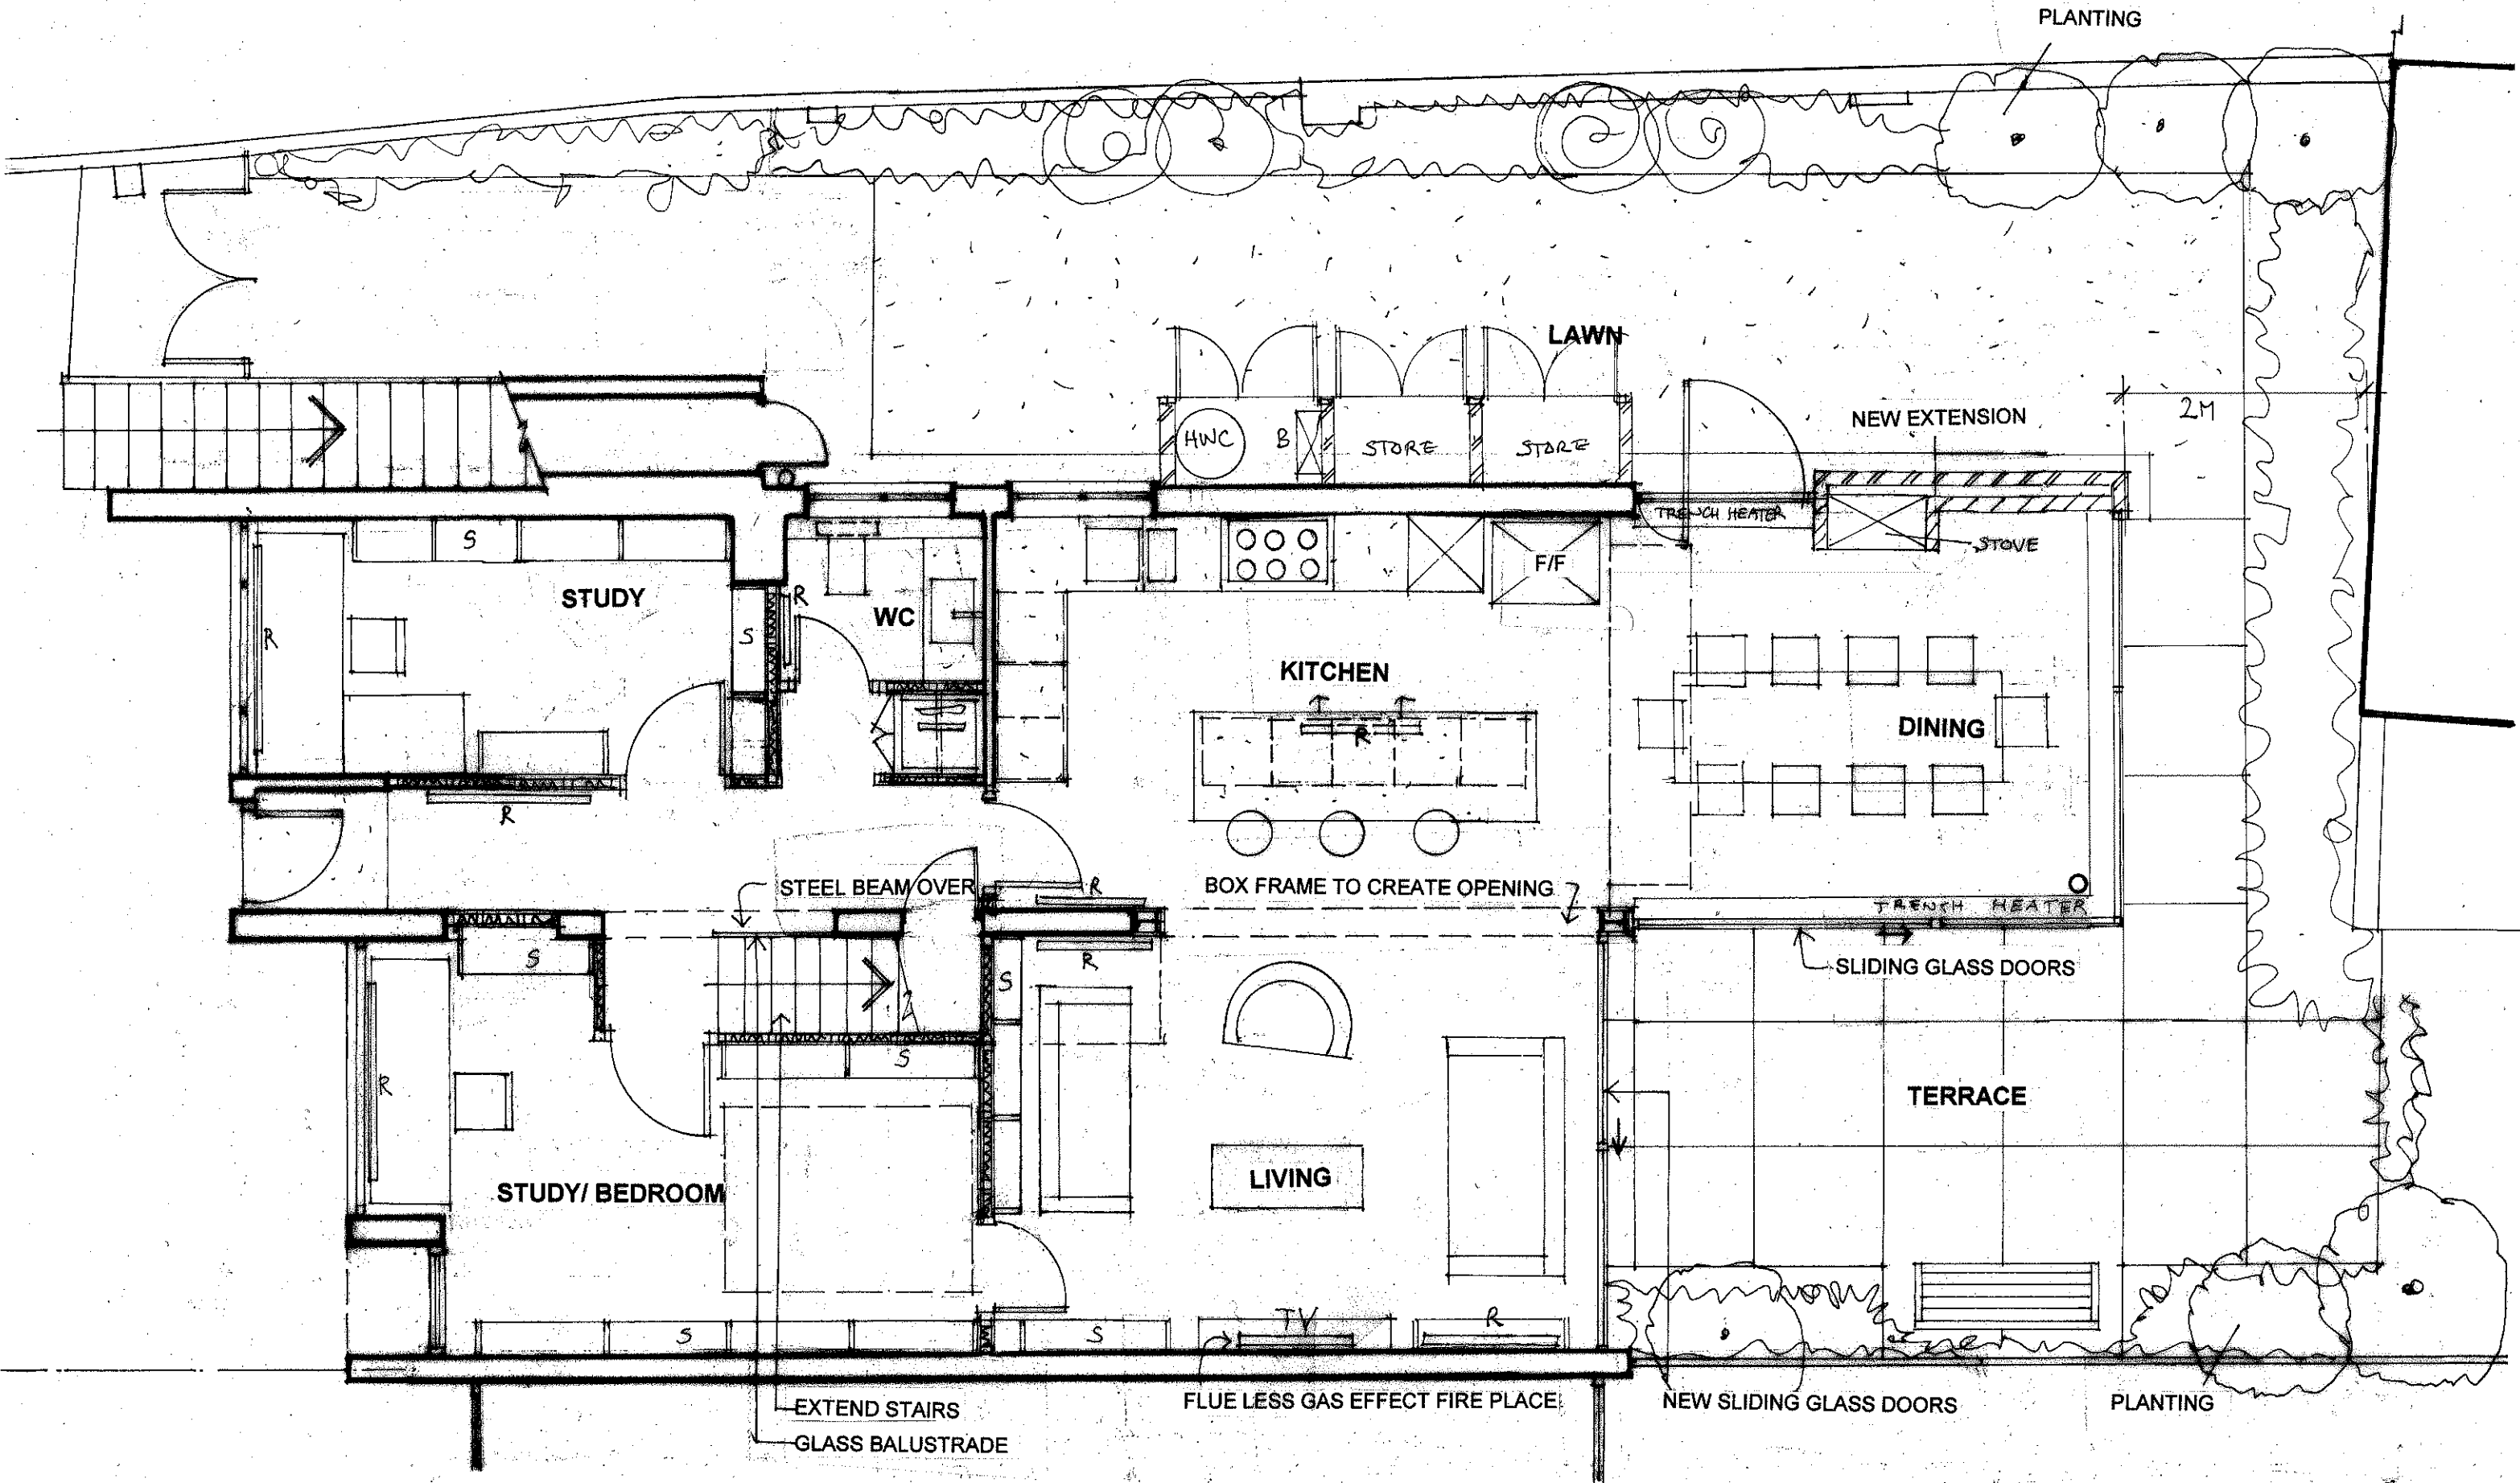 PLANTING
LAWN
NEW EXTENSION
2M
HWC
B
STORE
STORE
TRENCH HEATER
STOVE
S
STUDY
R
S
R
WC
F/F
KITCHEN
R
DINING
R
STEEL BEAM OVER
R
BOX FRAME TO CREATE OPENING
TRENCH HEATER
S
R
S
SLIDING GLASS DOORS
R
S
TERRACE
STUDY/ BEDROOM
LIVING
S
S
TV
R
EXTEND STAIRS
GLASS BALUSTRADE
FLUE LESS GAS EFFECT FIRE PLACE
NEW SLIDING GLASS DOORS
PLANTING